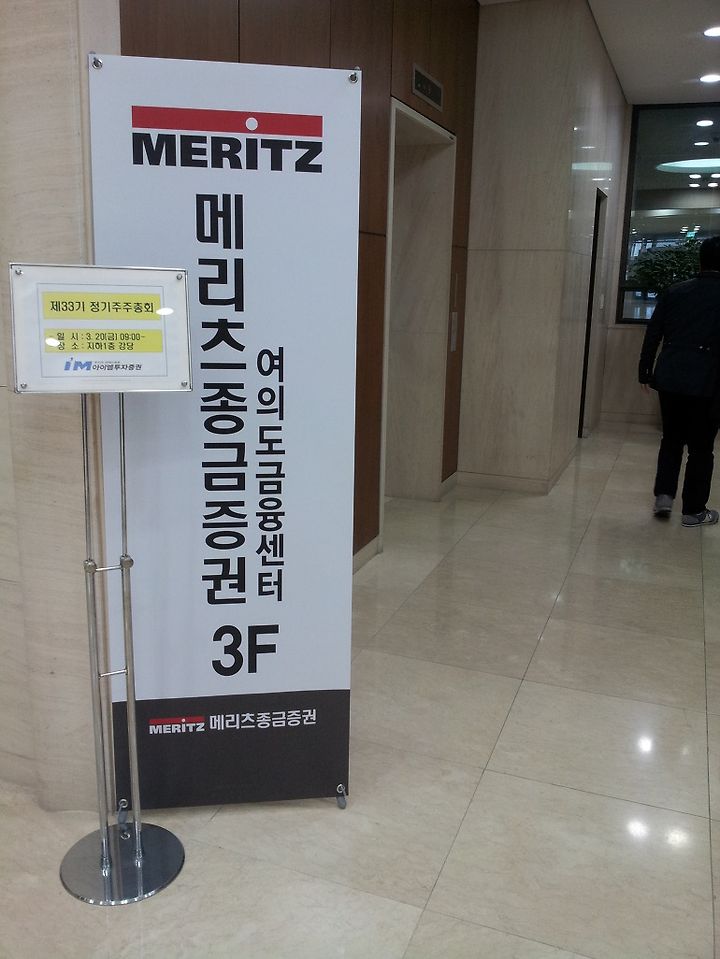 MERITZ
메리츠종금증권
여의도금융센터
3F
MERITZ 메리츠종금증권
제33기 정기주주총회
일 시 : 3. 20(금) 09:00~
장 소 : 지하1층 강당
iM 아이엠투자증권